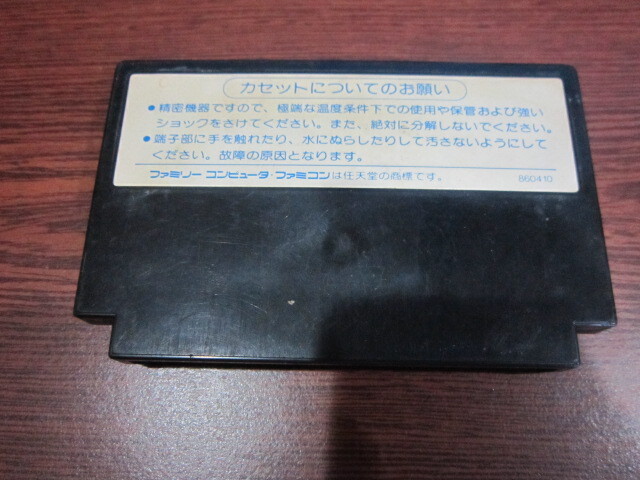 カセットについてのお願い
●精密機器ですので、極端な温度条件下での使用や保管および強い
ショックをさけてください。また、絶対に分解しないでください。
●端子部に手を触れたり、水にぬらしたりして汚さないようにして
ください。故障の原因となります。
ファミリー コンピュータ・ファミコンは任天堂の商標です。 860410